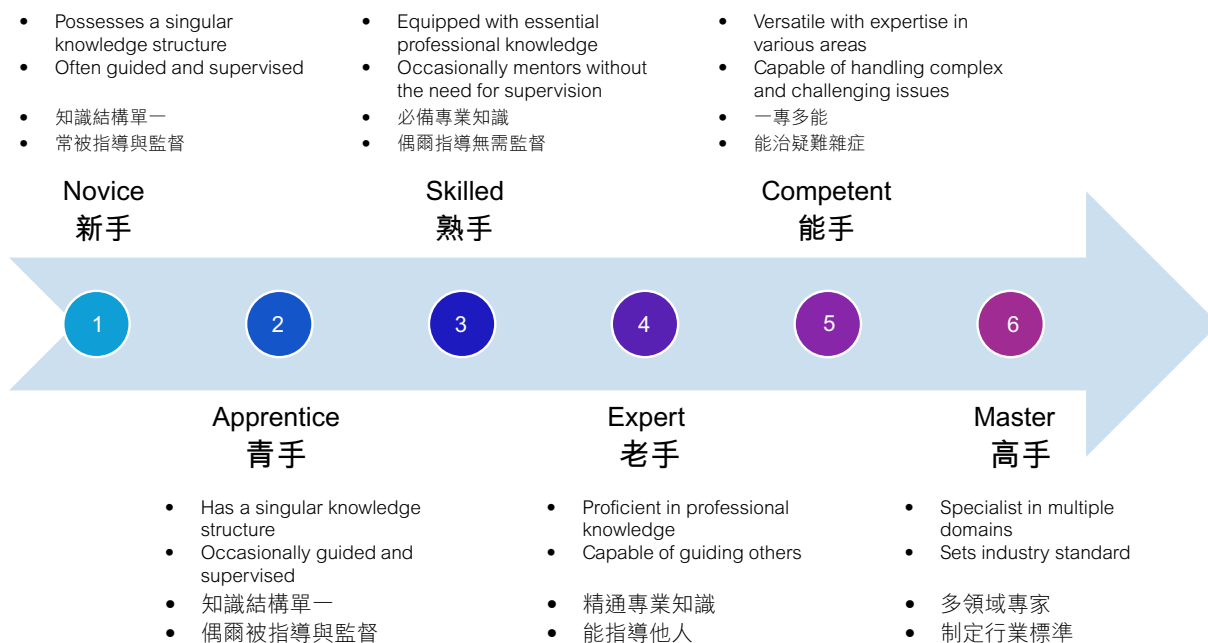 • Possesses a singular
knowledge structure
• Often guided and supervised
• 知識結構單一
• 常被指導與監督
Novice
新手
• Equipped with essential
professional knowledge
• Occasionally mentors without
the need for supervision
• 必備專業知識
• 偶爾指導無需監督
Skilled
熟手
• Versatile with expertise in
various areas
• Capable of handling complex
and challenging issues
• 一專多能
• 能治疑難雜症
Competent
能手
1
2
3
4
5
6
Apprentice
青手
• Has a singular knowledge
structure
• Occasionally guided and
supervised
• 知識結構單一
• 偶爾被指導與監督
Expert
老手
• Proficient in professional
knowledge
• Capable of guiding others
• 精通專業知識
• 能指導他人
Master
高手
• Specialist in multiple
domains
• Sets industry standard
• 多領域專家
• 制定行業標準